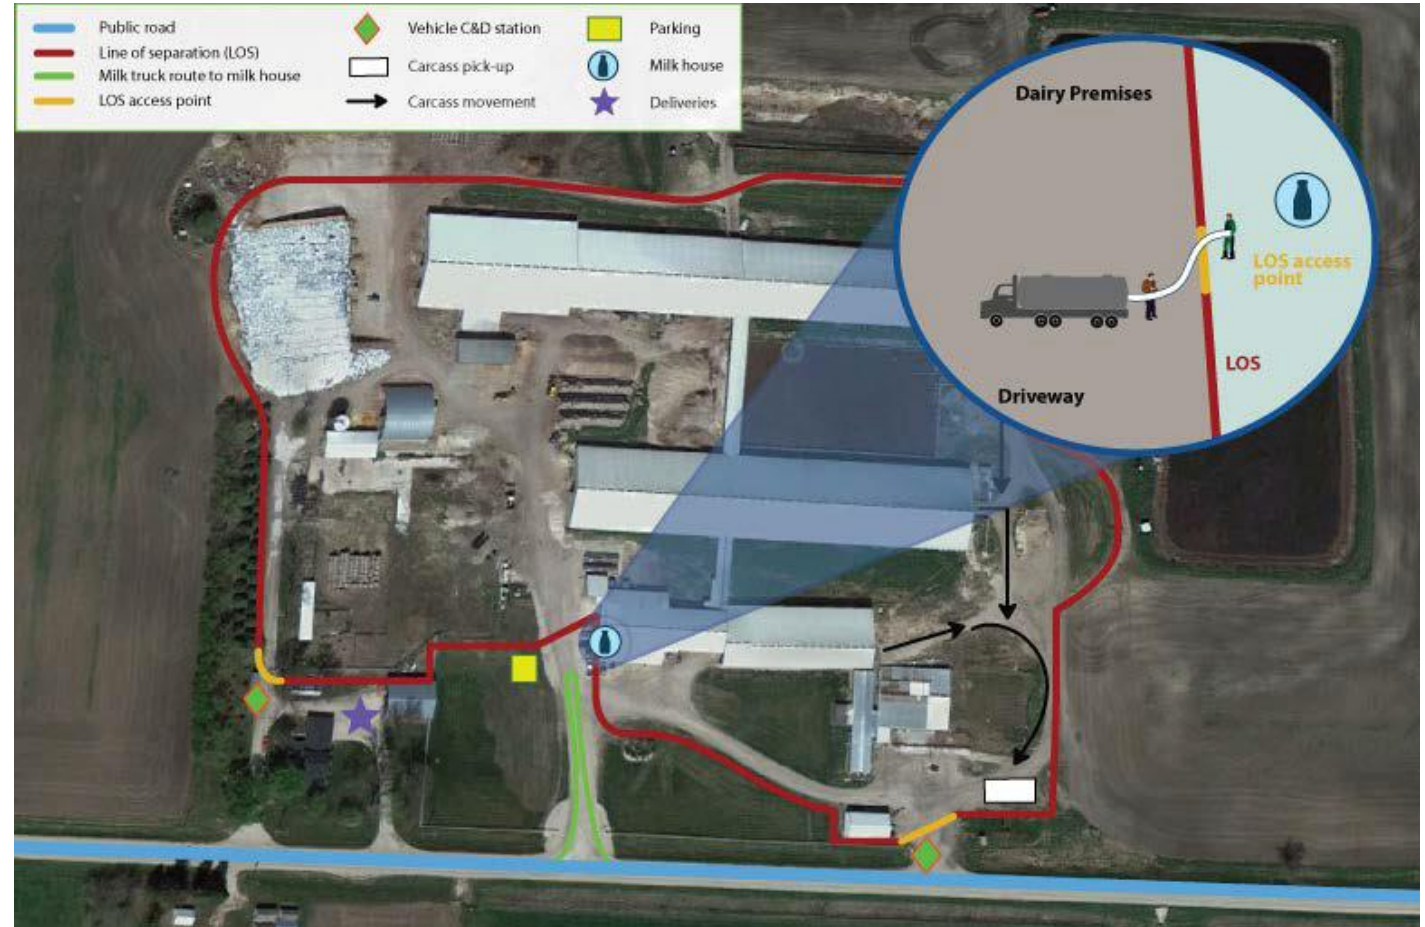 Public road
Line of separation (LOS)
Milk truck route to milk house
LOS access point
Vehicle C&D station
Carcass pick-up
Carcass movement
Parking
Milk house
Deliveries
Dairy Premises
LOS access
point
LOS
Driveway